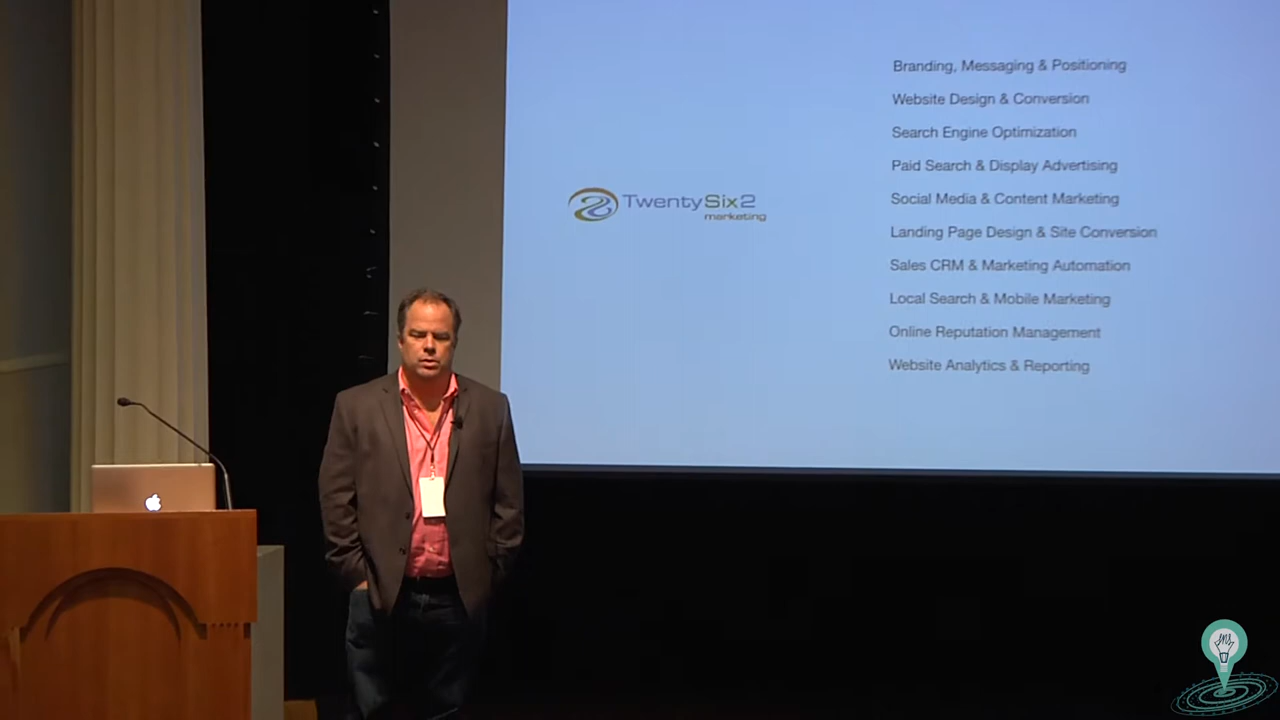 TwentySix2
marketing
Branding, Messaging & Positioning
Website Design & Conversion
Search Engine Optimization
Paid Search & Display Advertising
Social Media & Content Marketing
Landing Page Design & Site Conversion
Sales CRM & Marketing Automation
Local Search & Mobile Marketing
Online Reputation Management
Website Analytics & Reporting